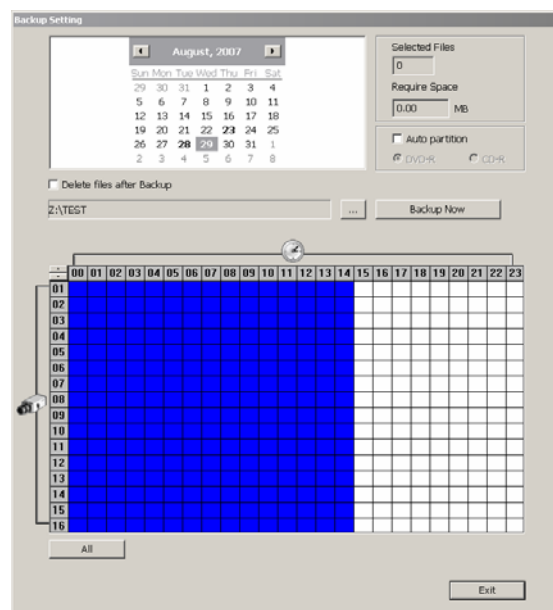 Backup Setting
August, 2007
Sun Mon Tue Wed Thu Fri Sat
29 30 31 1 2 3 4
5 6 7 8 9 10 11
12 13 14 15 16 17 18
19 20 21 22 23 24 25
26 27 28 29 30 31 1
2 3 4 5 6 7 8
Selected Files
0
Require Space
0.00 MB
Auto partition
DVD-R CD-R
Delete files after Backup
Z:\TEST ... Backup Now
00 01 02 03 04 05 06 07 08 09 10 11 12 13 14 15 16 17 18 19 20 21 22 23
01
02
03
04
05
06
07
08
09
10
11
12
13
14
15
16
All
Exit